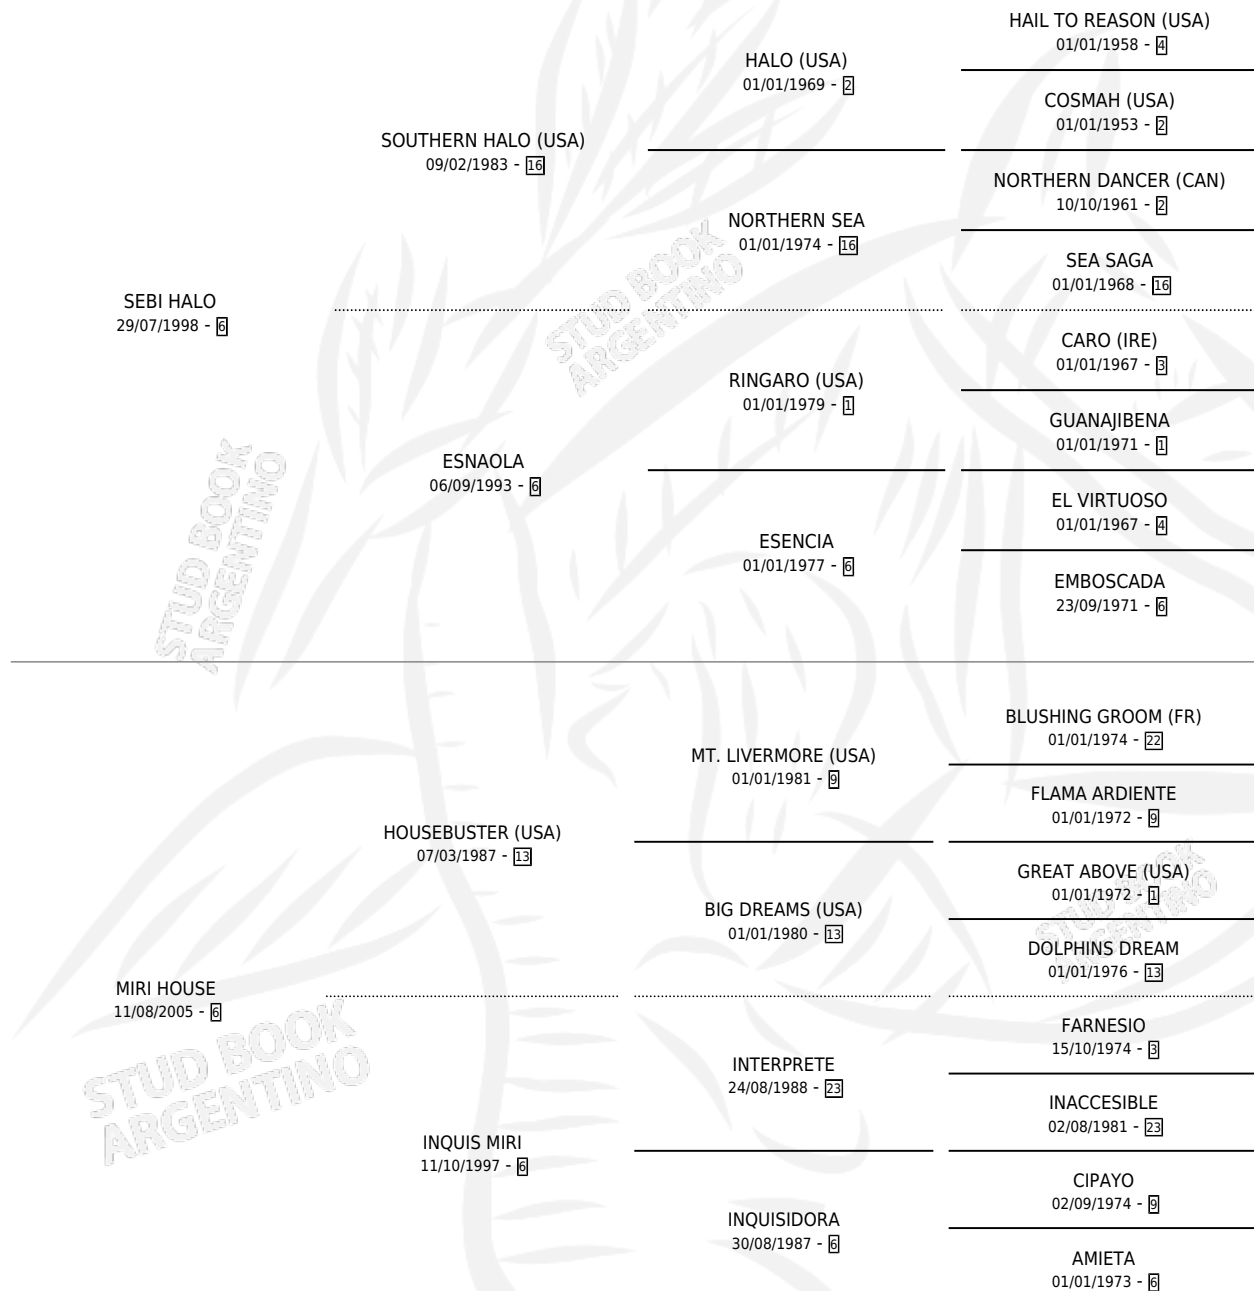 HAIL TO REASON (USA)
01/01/1958 - 4
HALO (USA)
01/01/1969 - 2
COSMAH (USA)
01/01/1953 - 2
SOUTHERN HALO (USA)
09/02/1983 - 16
NORTHERN DANCER (CAN)
10/10/1961 - 2
NORTHERN SEA
01/01/1974 - 16
SEA SAGA
01/01/1968 - 16
SEBI HALO
29/07/1998 - 6
CARO (IRE)
01/01/1967 - 3
RINGARO (USA)
01/01/1979 - 1
GUANAJIBENA
01/01/1971 - 1
ESNAOLA
06/09/1993 - 6
EL VIRTUOSO
01/01/1967 - 4
ESENCIA
01/01/1977 - 6
EMBOSCADA
23/09/1971 - 6
BLUSHING GROOM (FR)
01/01/1974 - 22
MT. LIVERMORE (USA)
01/01/1981 - 9
FLAMA ARDIENTE
01/01/1972 - 9
HOUSEBUSTER (USA)
07/03/1987 - 13
GREAT ABOVE (USA)
01/01/1972 - 1
BIG DREAMS (USA)
01/01/1980 - 13
DOLPHINS DREAM
01/01/1976 - 13
MIRI HOUSE
11/08/2005 - 6
FARNESIO
15/10/1974 - 3
INTERPRETE
24/08/1988 - 23
INACCESIBLE
02/08/1981 - 23
INQUIS MIRI
11/10/1997 - 6
CIPAYO
02/09/1974 - 9
INQUISIDORA
30/08/1987 - 6
AMIETA
01/01/1973 - 6
STUD BOOK
ARGENTINO
STUD BOOK
ARGENTINO
STUD BOOK
ARGENTINO
STUD BOOK
ARGENTINO